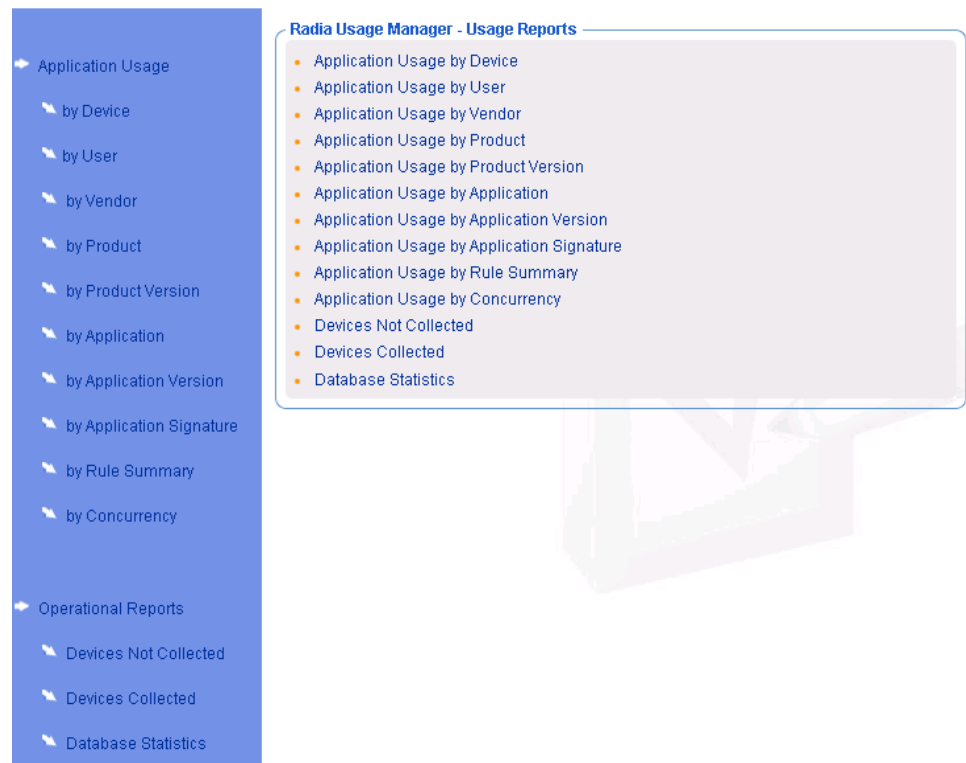 Application Usage
by Device
by User
by Vendor
by Product
by Product Version
by Application
by Application Version
by Application Signature
by Rule Summary
by Concurrency
Operational Reports
Devices Not Collected
Devices Collected
Database Statistics
Radia Usage Manager - Usage Reports
Application Usage by Device
Application Usage by User
Application Usage by Vendor
Application Usage by Product
Application Usage by Product Version
Application Usage by Application
Application Usage by Application Version
Application Usage by Application Signature
Application Usage by Rule Summary
Application Usage by Concurrency
Devices Not Collected
Devices Collected
Database Statistics